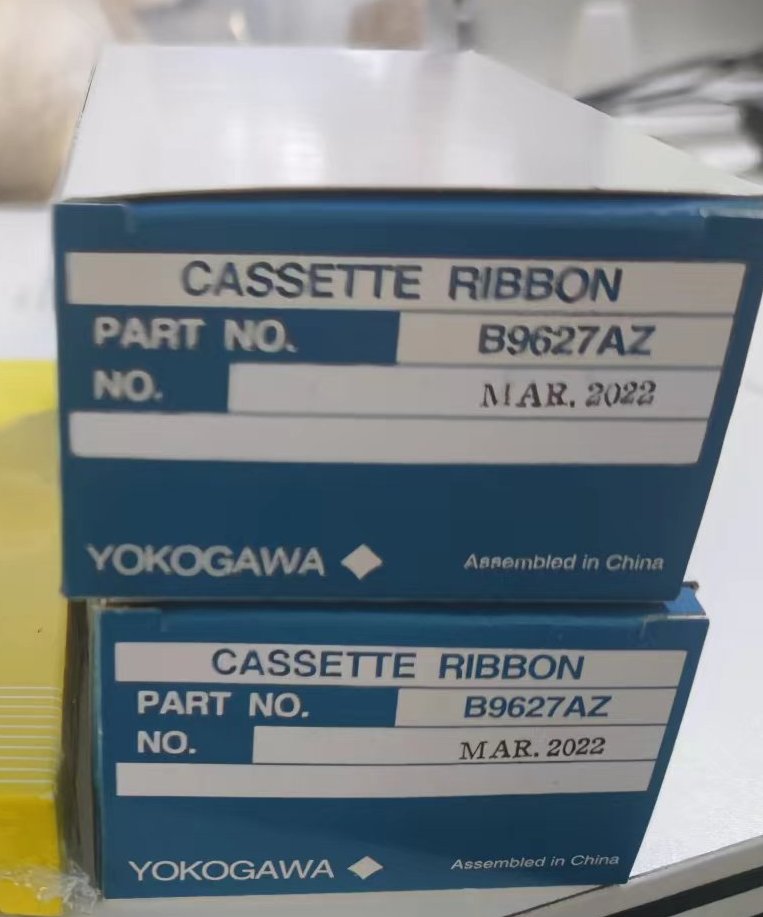 CASSETTE RIBBON
PART NO. B9627AZ
NO. MAR. 2022
YOKOGAWA Assembled in China
CASSETTE RIBBON
PART NO. B9627AZ
NO. MAR. 2022
YOKOGAWA Assembled in China